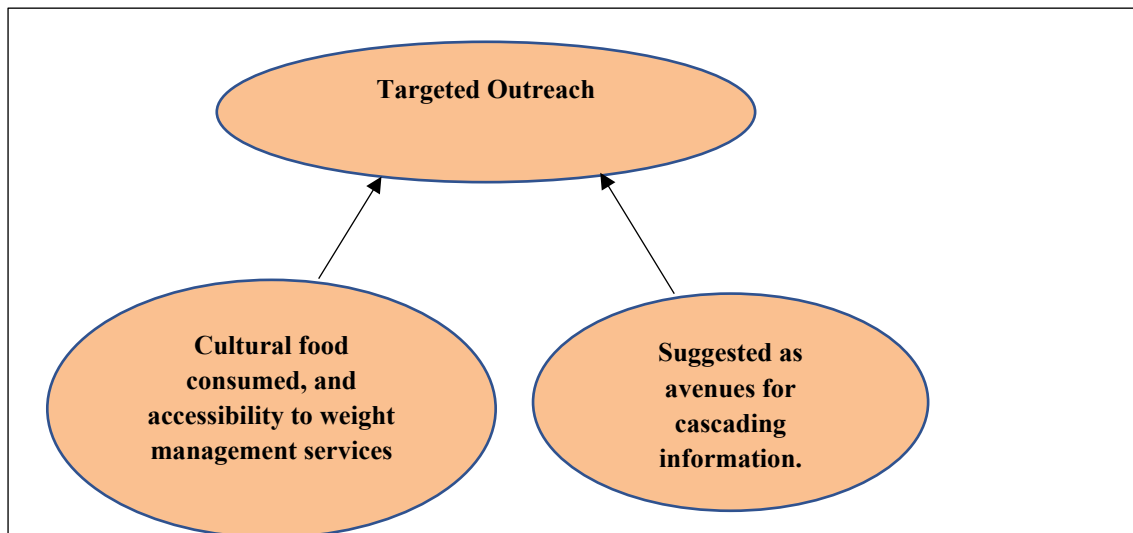 Targeted Outreach
Cultural food
consumed, and
accessibility to weight
management services
Suggested as
avenues for
cascading
information.